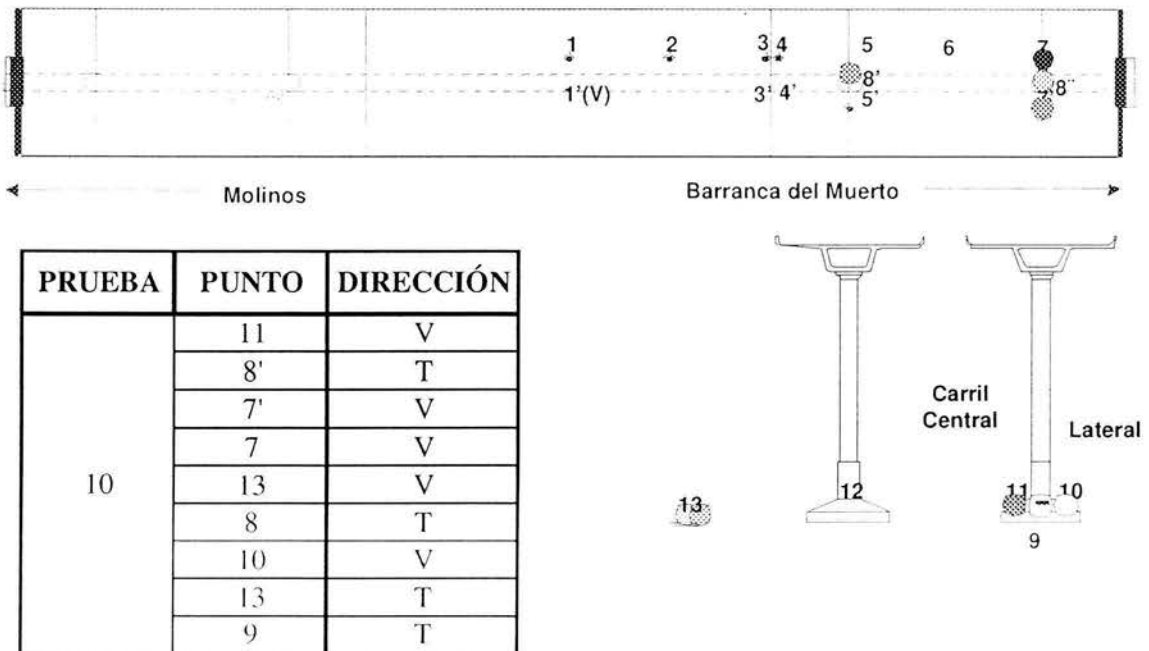 1 2 3 4 5 6 7
8' 8''
1'(V) 3' 4' 5' 7'
Molinos Barranca del Muerto
PRUEBA PUNTO DIRECCIÓN
10
11 V
8' T
7' V
7 V
13 V
8 T
10 V
13 T
9 T
Carril
Central
Lateral
13 12 11 10
9